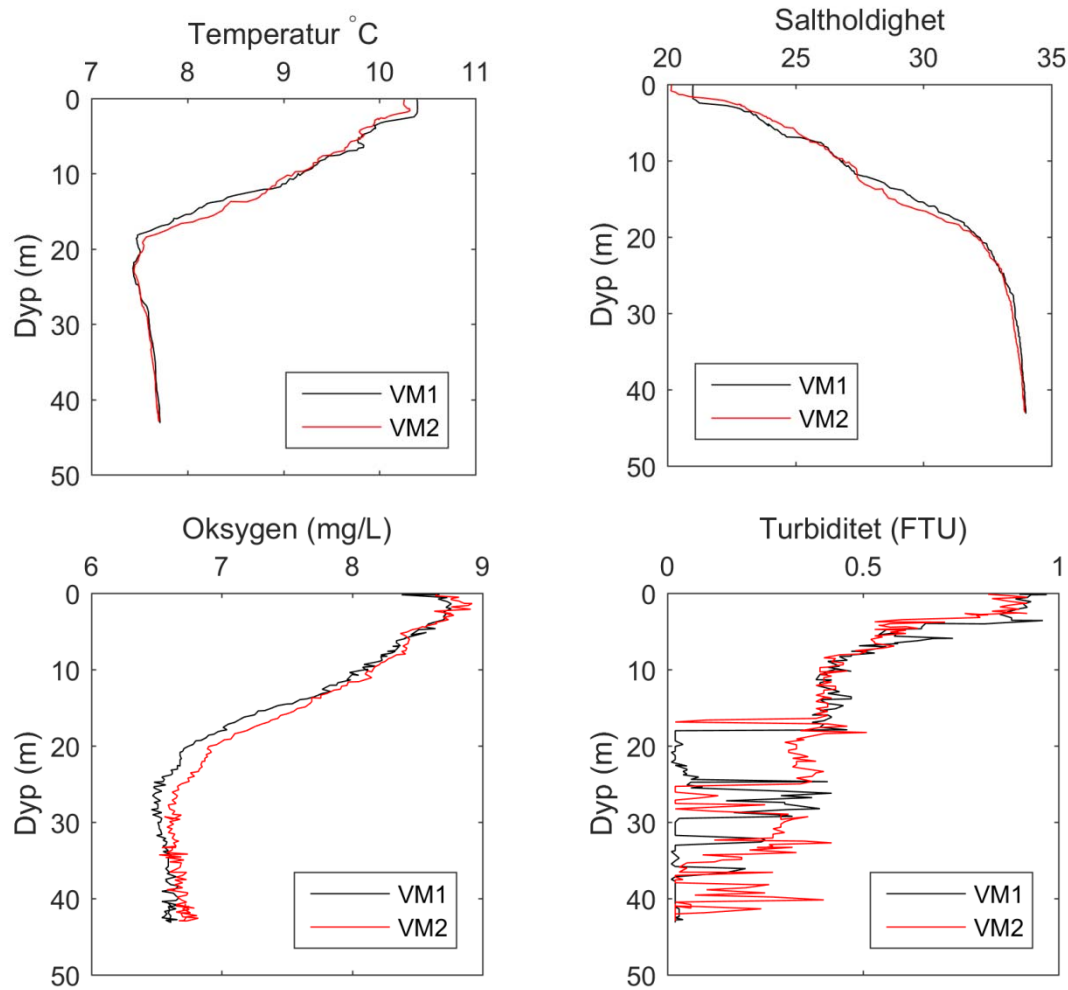 Temperatur °C
7 8 9 10 11
0
10
20
30
40
50
Dyp (m)
VM1
VM2
Saltholdighet
20 25 30 35
0
10
20
30
40
50
Dyp (m)
VM1
VM2
Oksygen (mg/L)
6 7 8 9
0
10
20
30
40
50
Dyp (m)
VM1
VM2
Turbiditet (FTU)
0 0.5 1
0
10
20
30
40
50
Dyp (m)
VM1
VM2